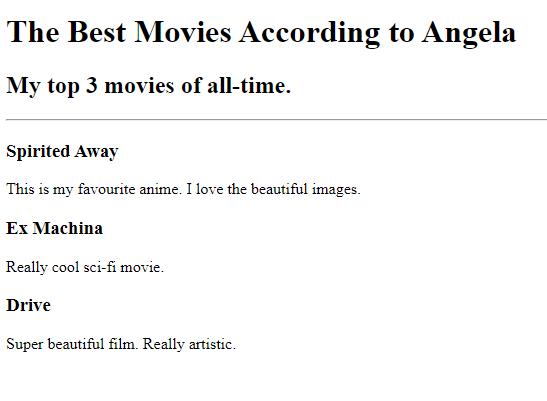 The Best Movies According to Angela
My top 3 movies of all-time.
Spirited Away
This is my favourite anime. I love the beautiful images.
Ex Machina
Really cool sci-fi movie.
Drive
Super beautiful film. Really artistic.